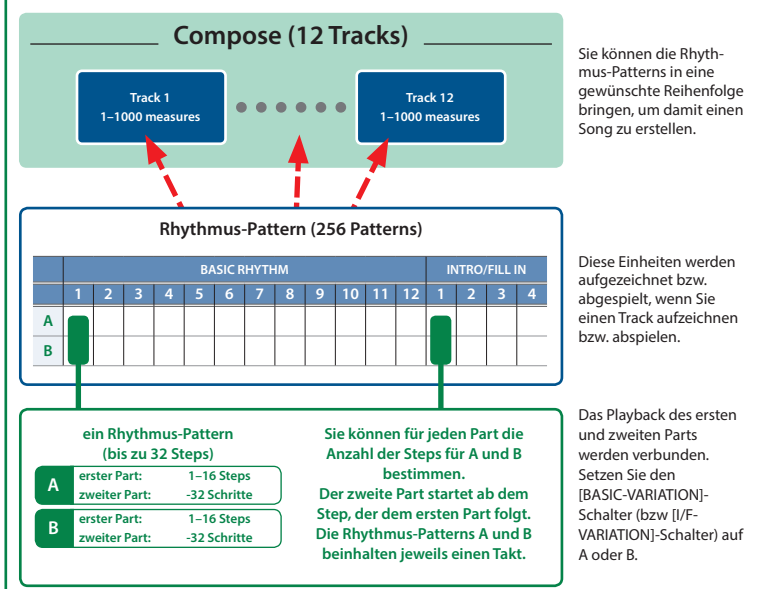 Compose (12 Tracks)
Track 1
1–1000 measures
Track 12
1–1000 measures
Sie können die Rhyth-
mus-Patterns in eine
gewünschte Reihenfolge
bringen, um damit einen
Song zu erstellen.
Rhythmus-Pattern (256 Patterns)
BASIC RHYTHM INTRO/FILL IN
1 2 3 4 5 6 7 8 9 10 11 12 1 2 3 4
A
B
Diese Einheiten werden
aufgezeichnet bzw.
abgespielt, wenn Sie
einen Track aufzeichnen
bzw. abspielen.
ein Rhythmus-Pattern
(bis zu 32 Steps)
A
erster Part: 1–16 Steps
zweiter Part: -32 Schritte
B
erster Part: 1–16 Steps
zweiter Part: -32 Schritte
Sie können für jeden Part die
Anzahl der Steps für A und B
bestimmen.
Der zweite Part startet ab dem
Step, der dem ersten Part folgt.
Die Rhythmus-Patterns A und B
beinhalten jeweils einen Takt.
Das Playback des ersten
und zweiten Parts
werden verbunden.
Setzen Sie den
[BASIC-VARIATION]-
Schalter (bzw [I/F-
VARIATION]-Schalter) auf
A oder B.